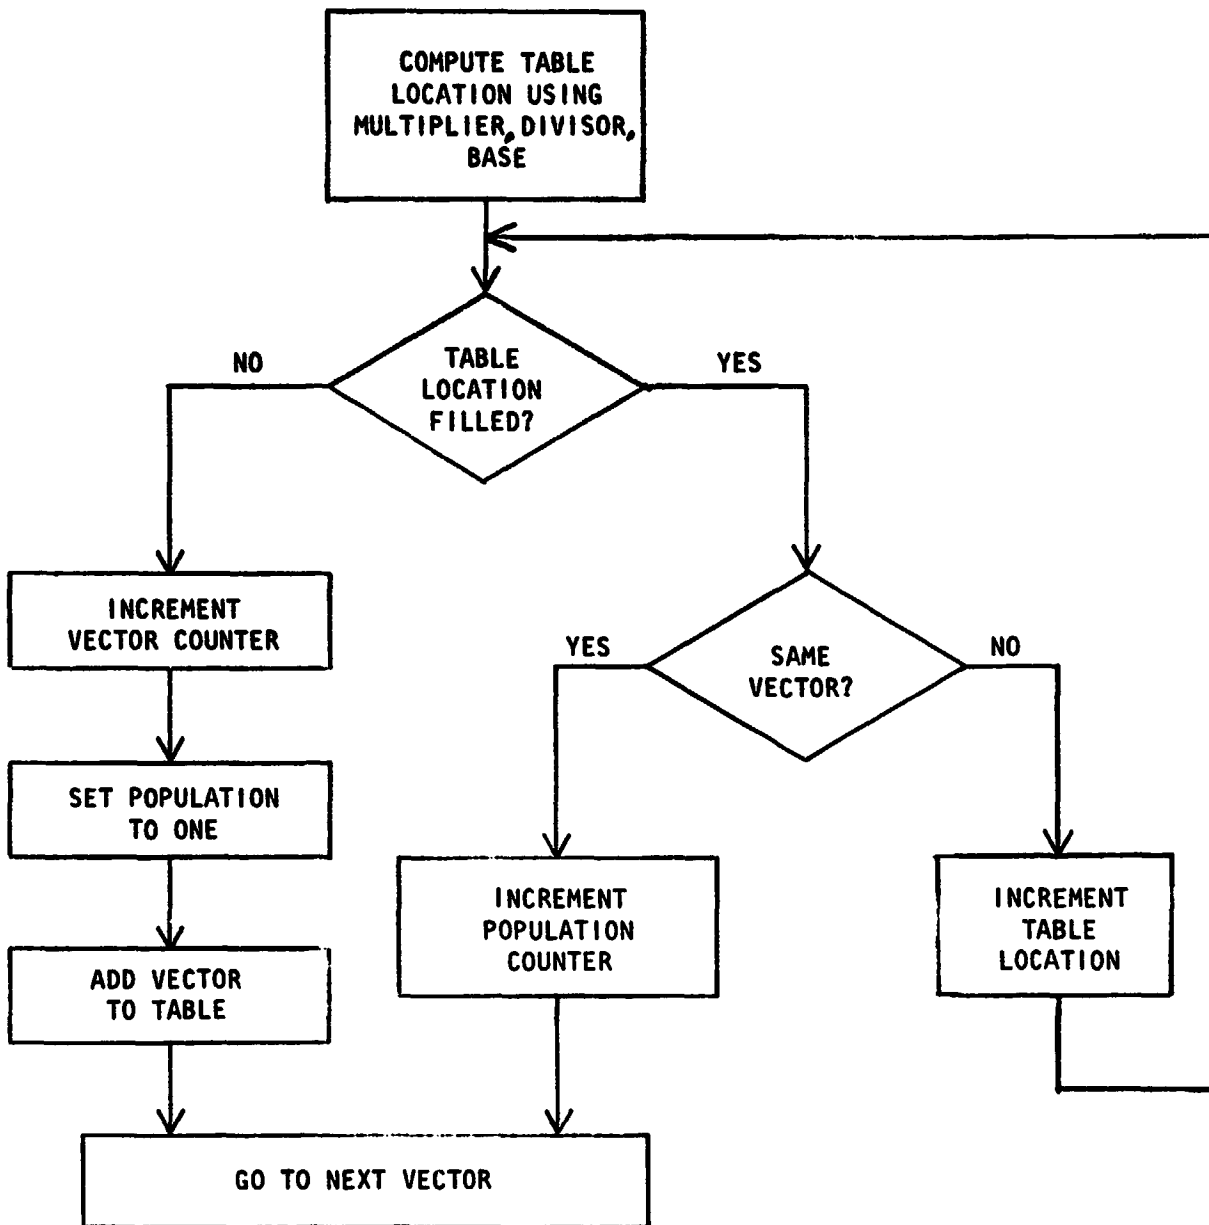 COMPUTE TABLE
LOCATION USING
MULTIPLIER, DIVISOR,
BASE
NO
YES
TABLE
LOCATION
FILLED?
INCREMENT
VECTOR COUNTER
YES
NO
SAME
VECTOR?
SET POPULATION
TO ONE
INCREMENT
POPULATION
COUNTER
INCREMENT
TABLE
LOCATION
ADD VECTOR
TO TABLE
GO TO NEXT VECTOR